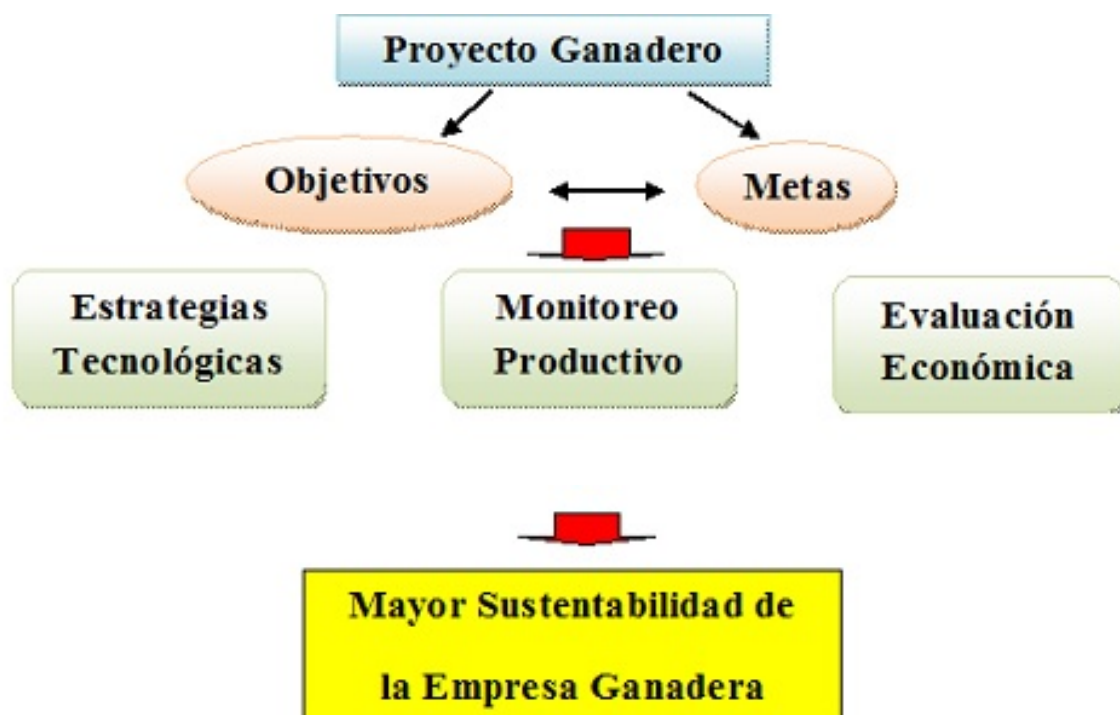 Proyecto Ganadero
Objetivos
Metas
Estrategias
Tecnológicas
Monitoreo
Productivo
Evaluación
Económica
Mayor Sustentabilidad de
la Empresa Ganadera